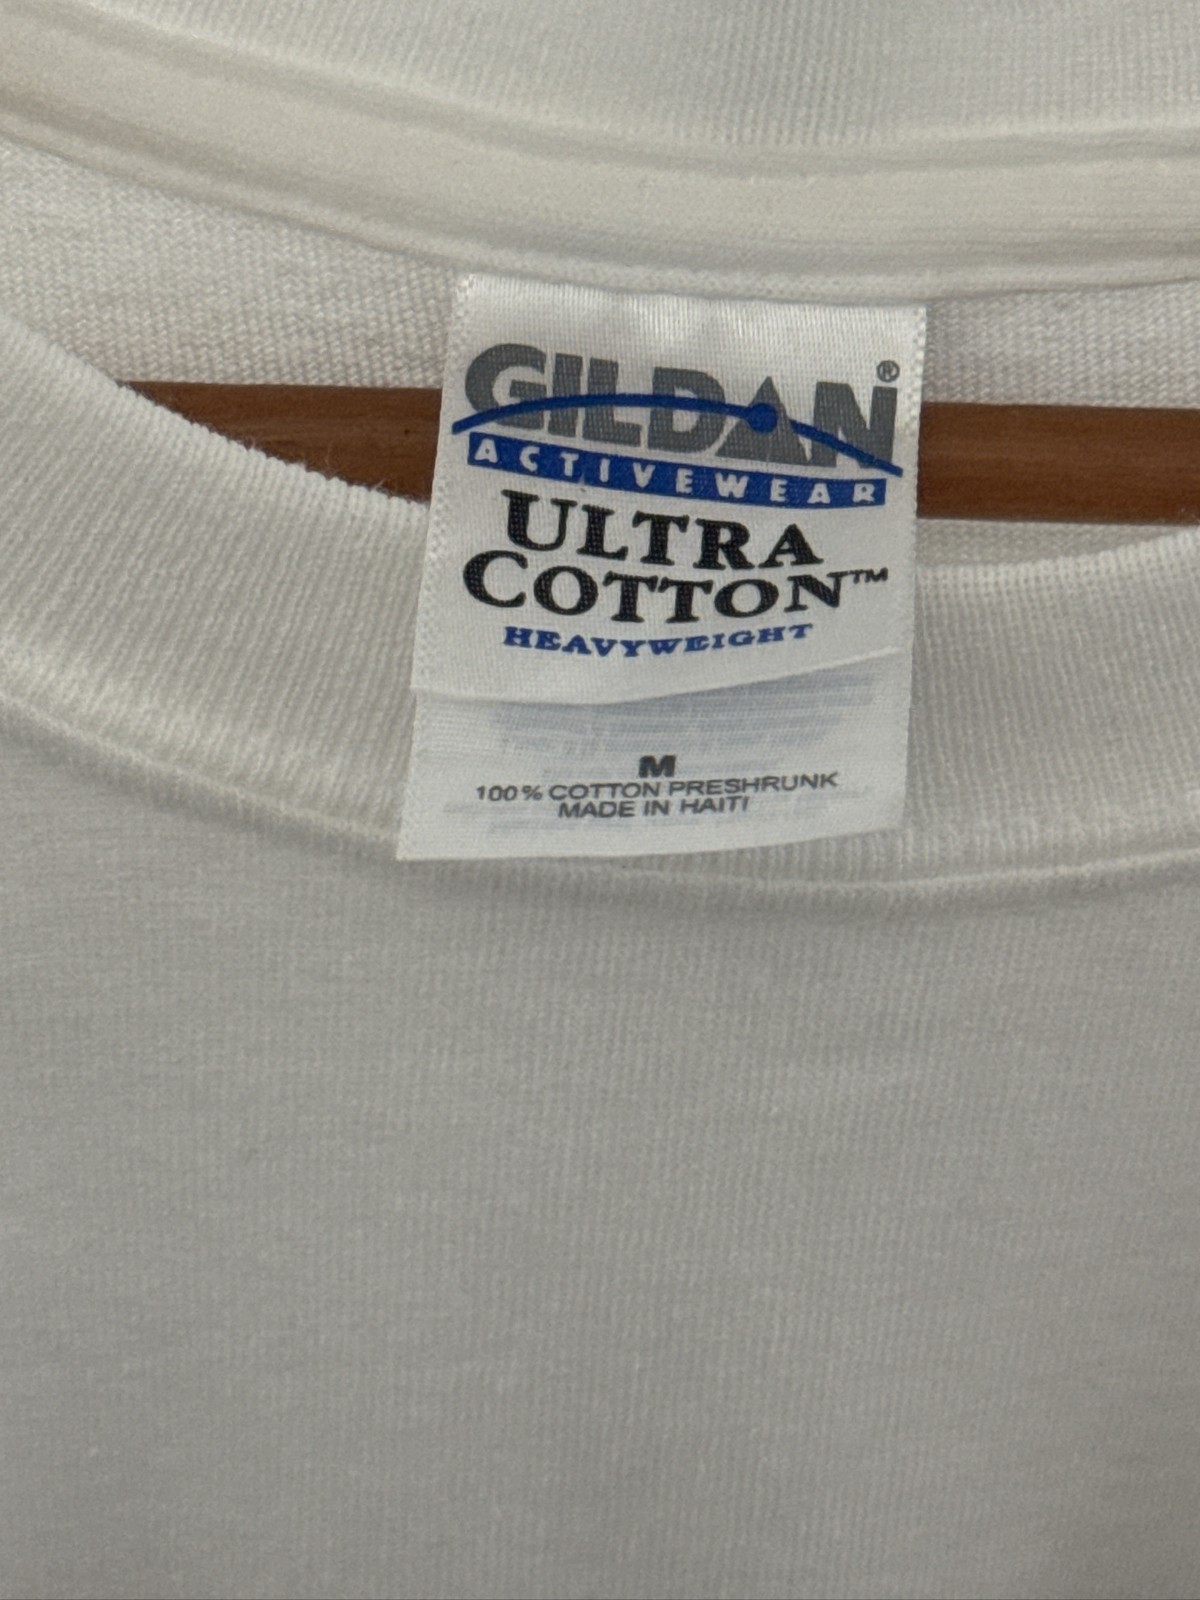 GILDAN®
ACTIVEWEAR
ULTRA
COTTON™
HEAVYWEIGHT
M
100% COTTON PRESHRUNK
MADE IN HAITI